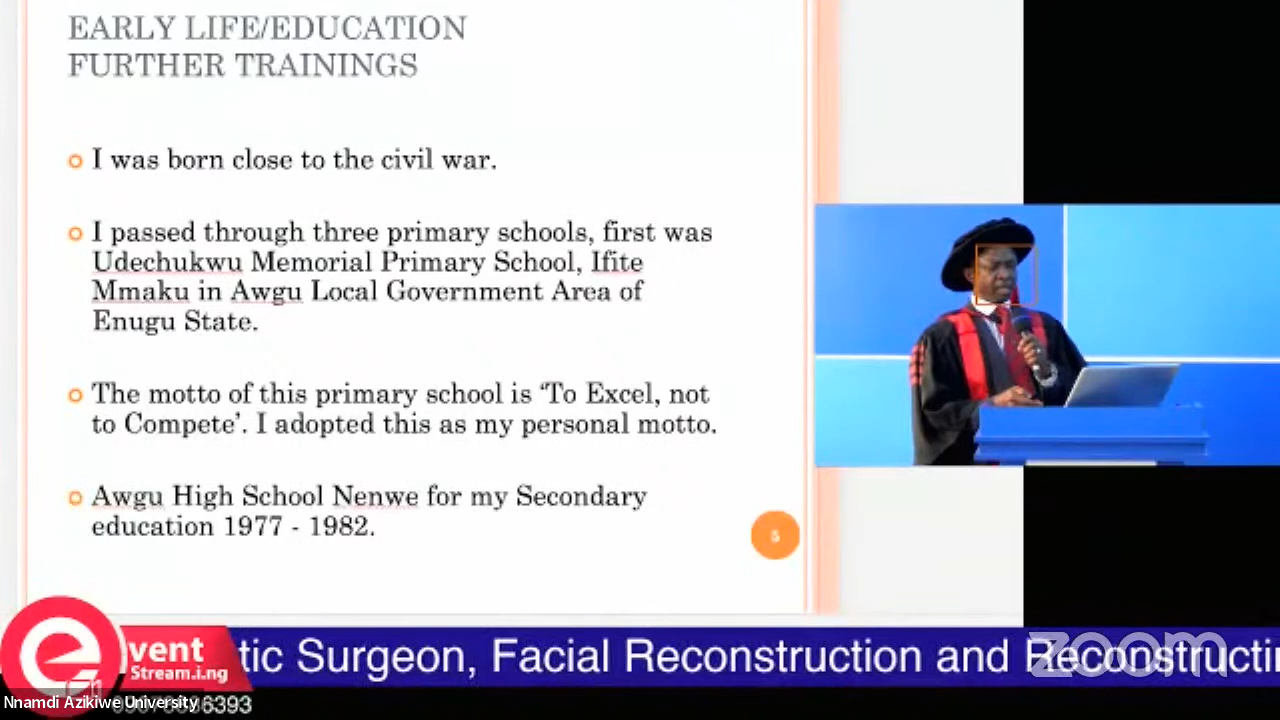 EARLY LIFE/EDUCATION
FURTHER TRAININGS
I was born close to the civil war.
I passed through three primary schools, first was
Udechukwu Memorial Primary School, Ifite
Mmaku in Awgu Local Government Area of
Enugu State.
The motto of this primary school is ‘To Excel, not
to Compete’. I adopted this as my personal motto.
Awgu High School Nenwe for my Secondary
education 1977 - 1982.
5
event
Stream.i.ng
tic Surgeon, Facial Reconstruction and Reconstructi
zoom
Nnamdi Azikiwe University